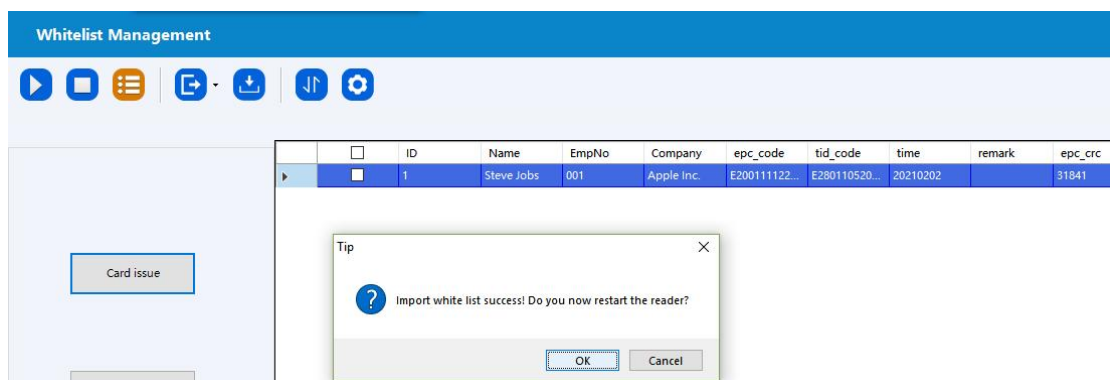 Whitelist Management
ID Name EmpNo Company epc_code tid_code time remark epc_crc
1 Steve Jobs 001 Apple Inc. E200111122... E280110520... 20210202 31841
Tip
Card issue
Import white list success! Do you now restart the reader?
OK Cancel